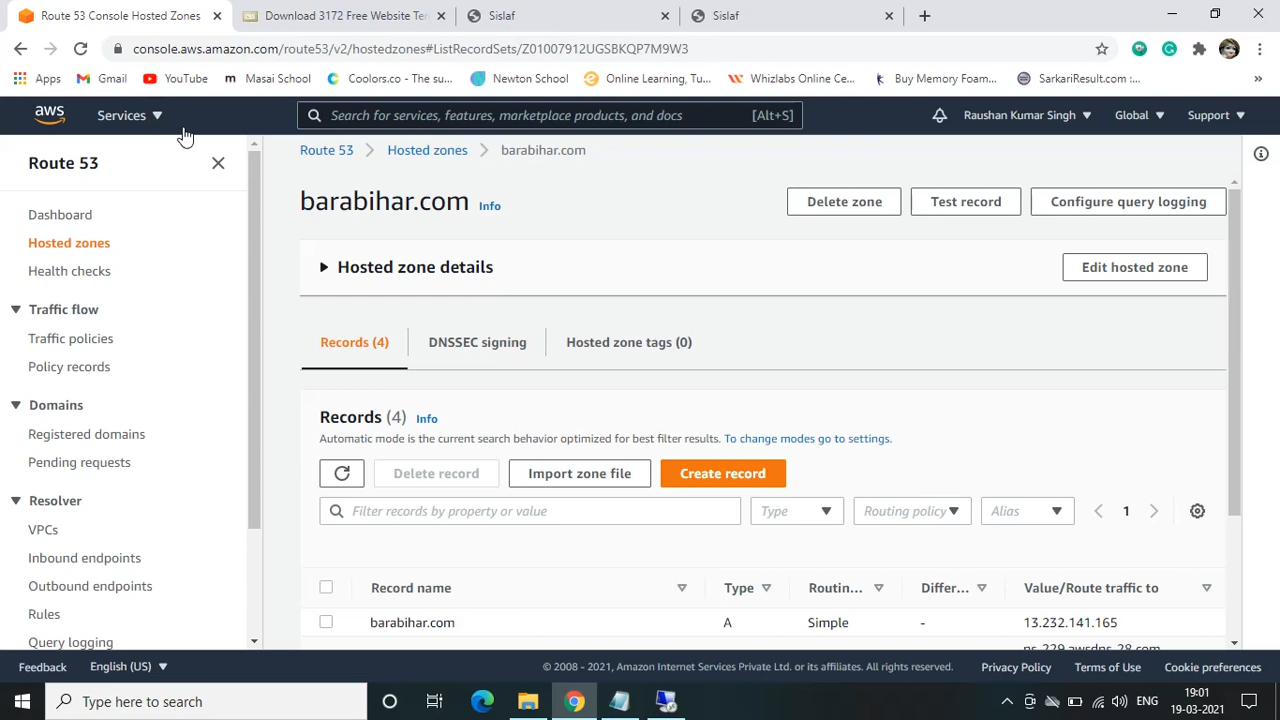 Route 53 Console Hosted Zones
Download 3172 Free Website Ter
Sislaf
Sislaf
console.aws.amazon.com/route53/v2/hostedzones#ListRecordSets/Z01007912UGSBKQP7M9W3
Apps
Gmail
YouTube
Masai School
Coolors.co - The su...
Newton School
Online Learning, Tu...
Whizlabs Online Ce...
Buy Memory Foam...
SarkariResult.com :...
aws
Services
Search for services, features, marketplace products, and docs
[Alt+S]
Raushan Kumar Singh
Global
Support
Route 53
Dashboard
Hosted zones
Health checks
Traffic flow
Traffic policies
Policy records
Domains
Registered domains
Pending requests
Resolver
VPCs
Inbound endpoints
Outbound endpoints
Rules
Query logging
Route 53
Hosted zones
barabihar.com
barabihar.com
Info
Delete zone
Test record
Configure query logging
Hosted zone details
Edit hosted zone
Records (4)
DNSSEC signing
Hosted zone tags (0)
Records (4)
Info
Automatic mode is the current search behavior optimized for best filter results. To change modes go to settings.
Delete record
Import zone file
Create record
Filter records by property or value
Type
Routing policy
Alias
1
Record name
Type
Routin...
Differ...
Value/Route traffic to
barabihar.com
A
Simple
-
13.232.141.165
ns-229.awsdns-28.com
Feedback
English (US)
© 2008 - 2021, Amazon Internet Services Private Ltd. or its affiliates. All rights reserved.
Privacy Policy
Terms of Use
Cookie preferences
Type here to search
ENG
19:01
19-03-2021